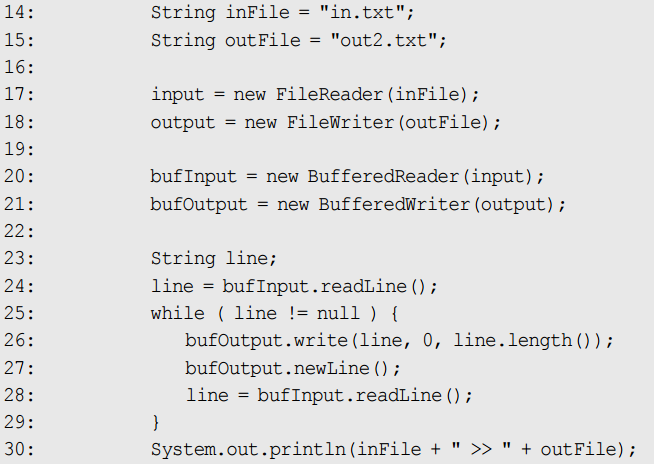 14: String inFile = "in.txt";
15: String outFile = "out2.txt";
16:
17: input = new FileReader(inFile);
18: output = new FileWriter(outFile);
19:
20: bufInput = new BufferedReader(input);
21: bufOutput = new BufferedWriter(output);
22:
23: String line;
24: line = bufInput.readLine();
25: while ( line != null ) {
26: bufOutput.write(line, 0, line.length());
27: bufOutput.newLine();
28: line = bufInput.readLine();
29: }
30: System.out.println(inFile + " >> " + outFile);